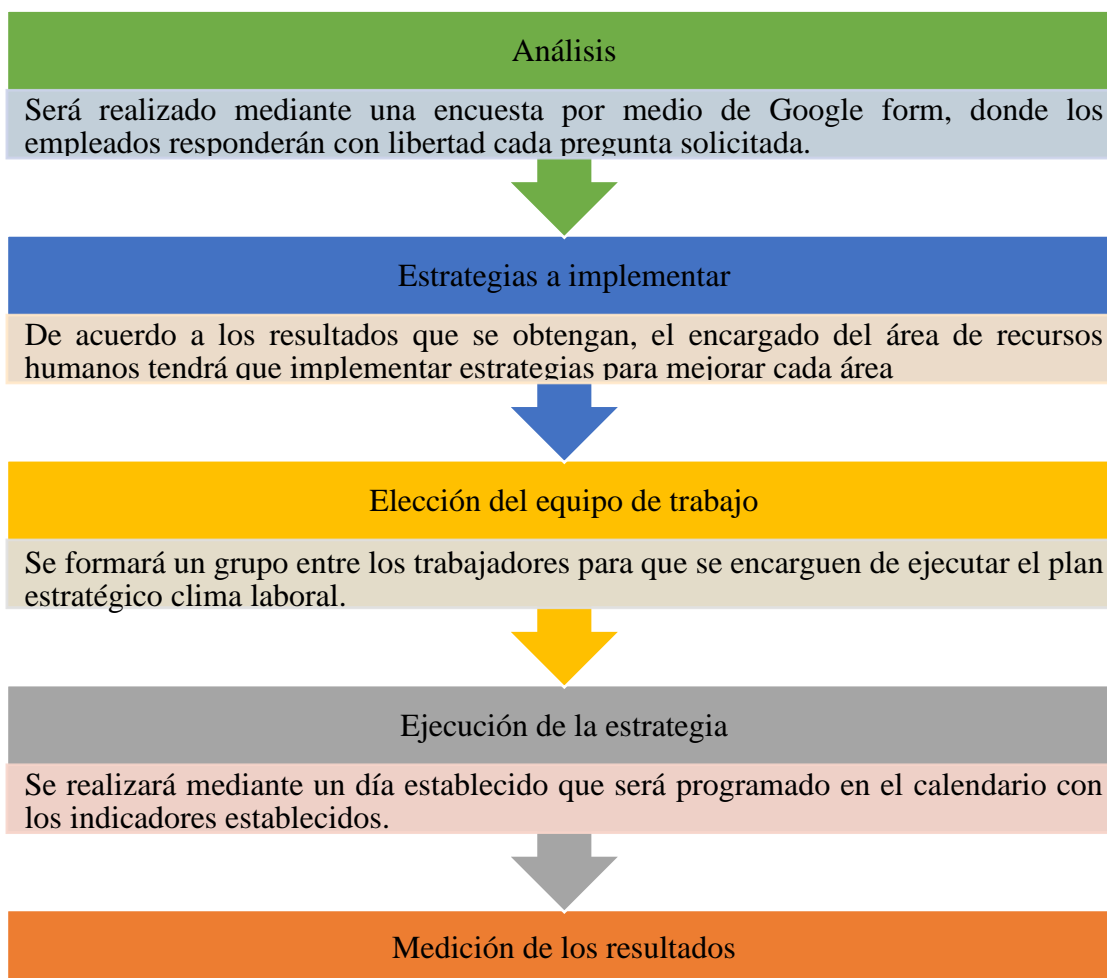 Análisis
Será realizado mediante una encuesta por medio de Google form, donde los
empleados responderán con libertad cada pregunta solicitada.
Estrategias a implementar
De acuerdo a los resultados que se obtengan, el encargado del área de recursos
humanos tendrá que implementar estrategias para mejorar cada área
Elección del equipo de trabajo
Se formará un grupo entre los trabajadores para que se encarguen de ejecutar el plan
estratégico clima laboral.
Ejecución de la estrategia
Se realizará mediante un día establecido que será programado en el calendario con
los indicadores establecidos.
Medición de los resultados